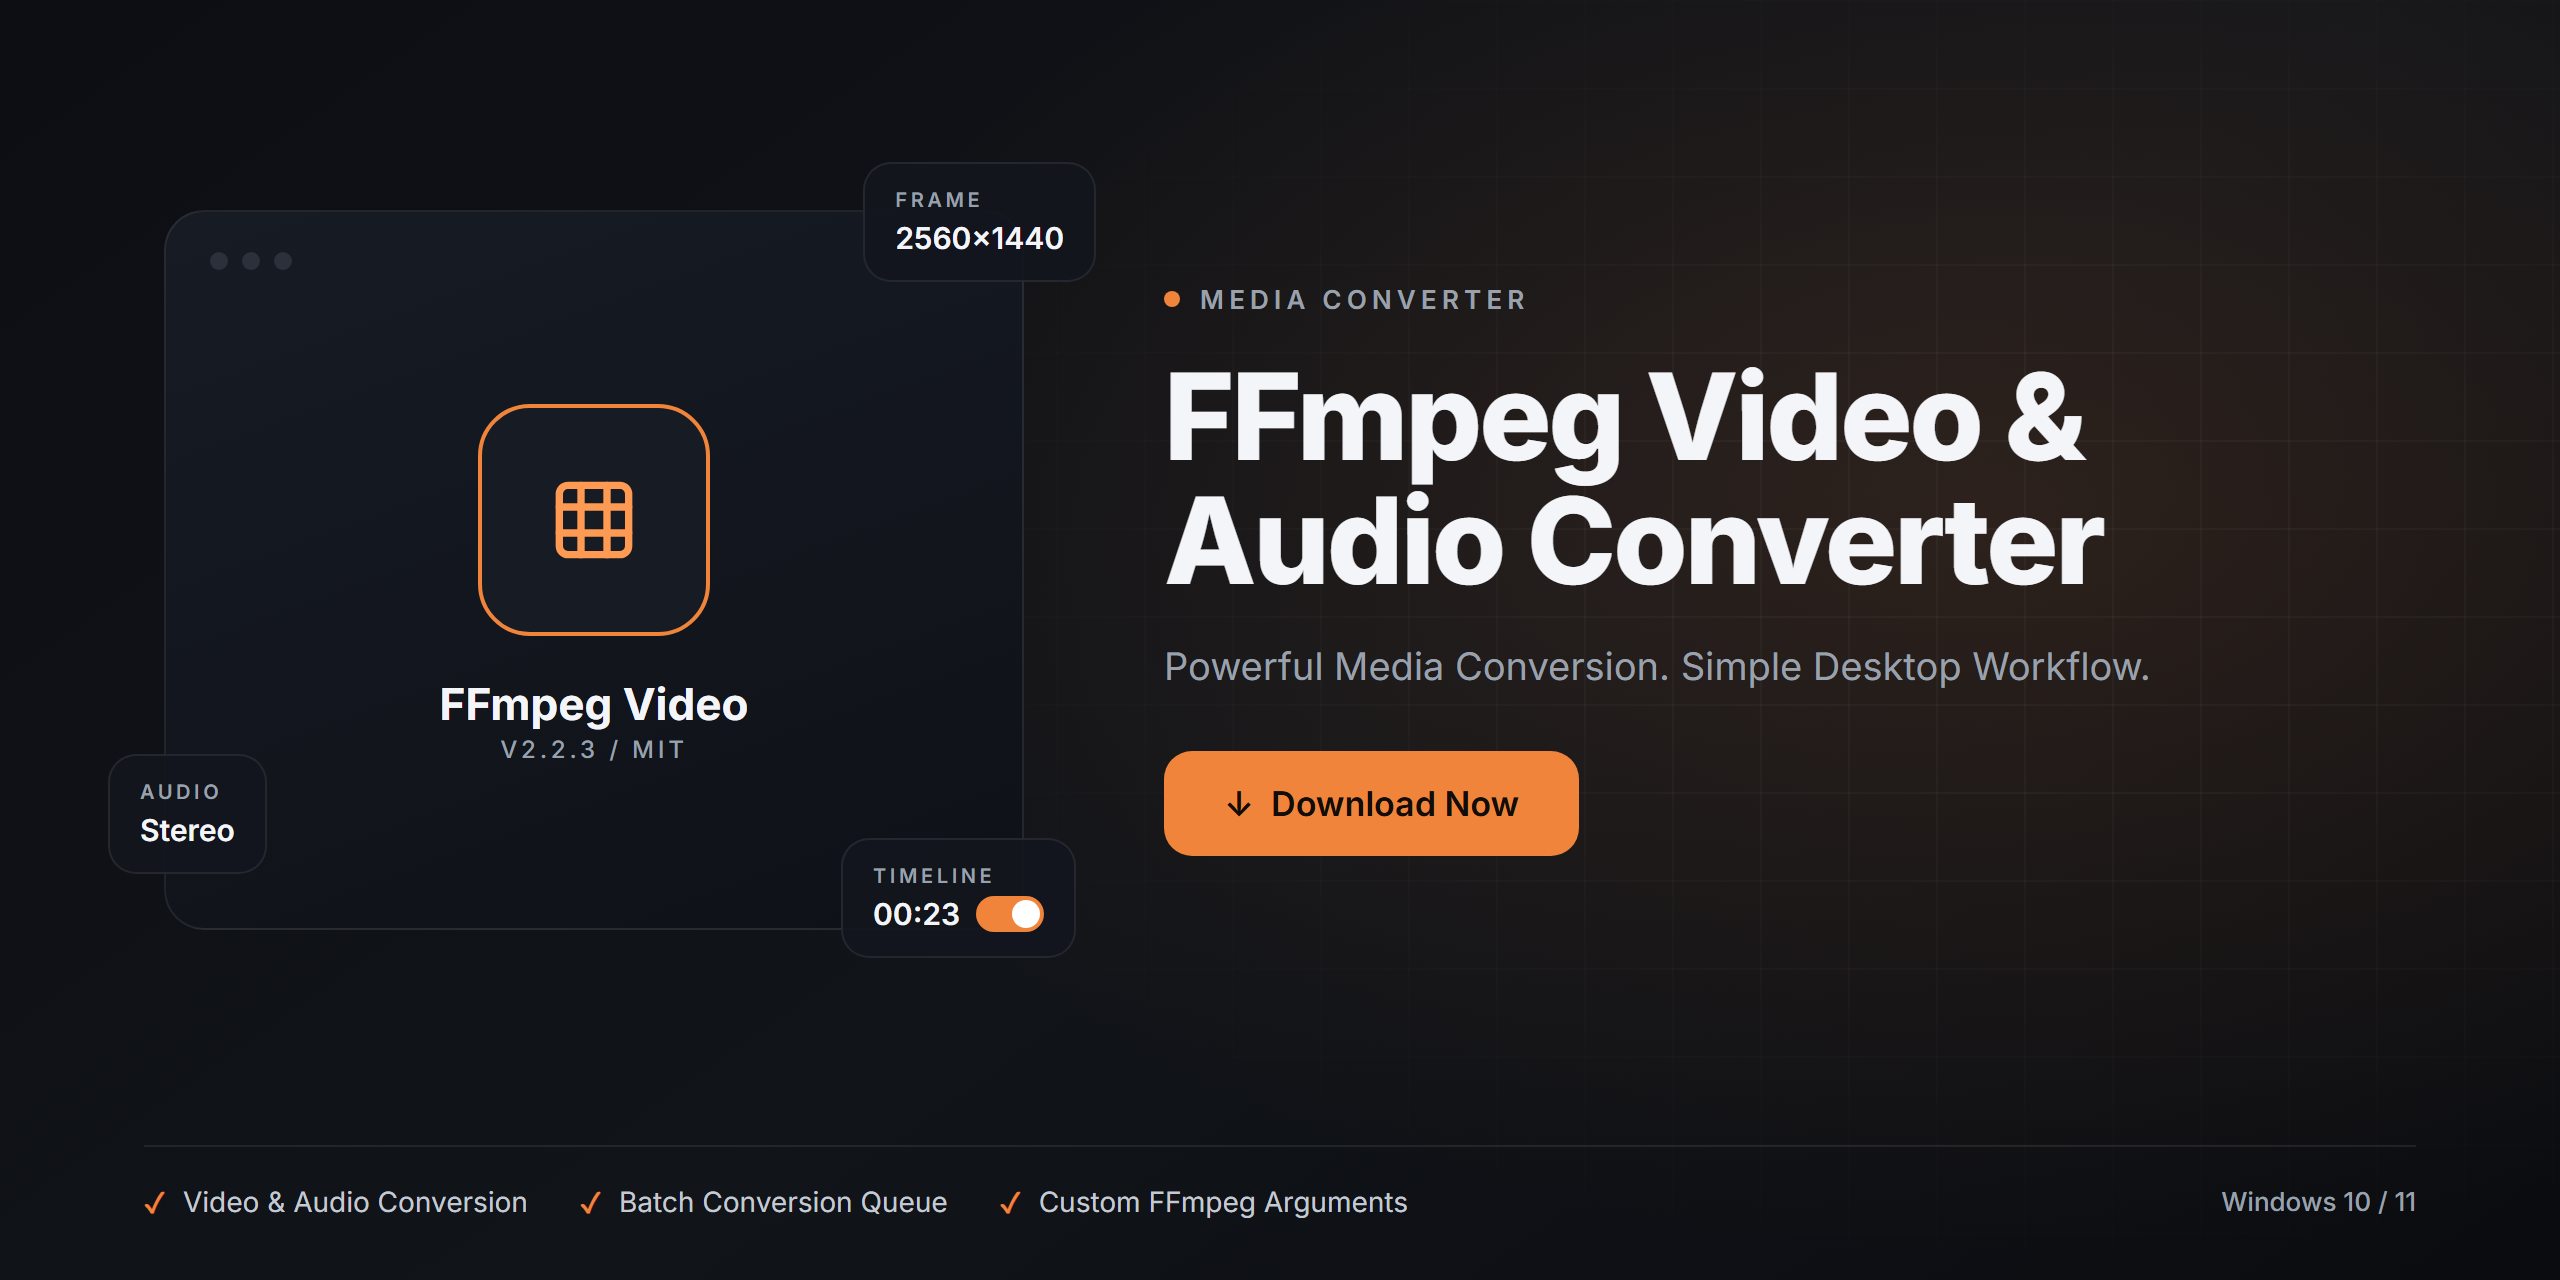 FRAME
2560×1440
FFmpeg Video
V2.2.3 / MIT
AUDIO
Stereo
TIMELINE
00:23
MEDIA CONVERTER
FFmpeg Video &
Audio Converter
Powerful Media Conversion. Simple Desktop Workflow.
↓ Download Now
✓ Video & Audio Conversion
✓ Batch Conversion Queue
✓ Custom FFmpeg Arguments
Windows 10 / 11